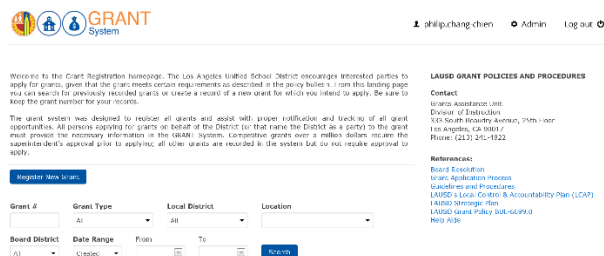 GRANT
System
philip.chang-chien Admin Log out
Welcome to the Grant Registration homepage. The Los Angeles Unified School District encourages interested parties to
apply for grants, given that the grant meets certain requirements as described in the policy bulletin. From this landing page
you can search for previously recorded grants or create a record of a new grant for which you intend to apply. Be sure to
keep the grant number for your records.
The grant system was designed to register all grants and assist with proper notification and tracking of all grant
opportunities. All persons applying for grants on behalf of the District (or that name the District as a party) to the grant
must provide the necessary information in the GRANT System. Competitive grants over a million dollars require the
superintendent's approval prior to applying; all other grants are recorded in the system but do not require approval to
apply.
Register New Grant
Grant # Grant Type Local District Location
All All
Board District Date Range From To
All Created Search
LAUSD GRANT POLICIES AND PROCEDURES
Contact
Grants Assistance Unit
Division of Instruction
333 South Beaudry Avenue, 25th Floor
Los Angeles, CA 90017
Phone: (213) 241-4822
References:
Board Resolution
Grant Application Process
Guidelines and Procedures
LAUSD's Local Control & Accountability Plan (LCAP)
LAUSD Strategic Plan
LAUSD Grant Policy BUL-6699.0
Help Aide